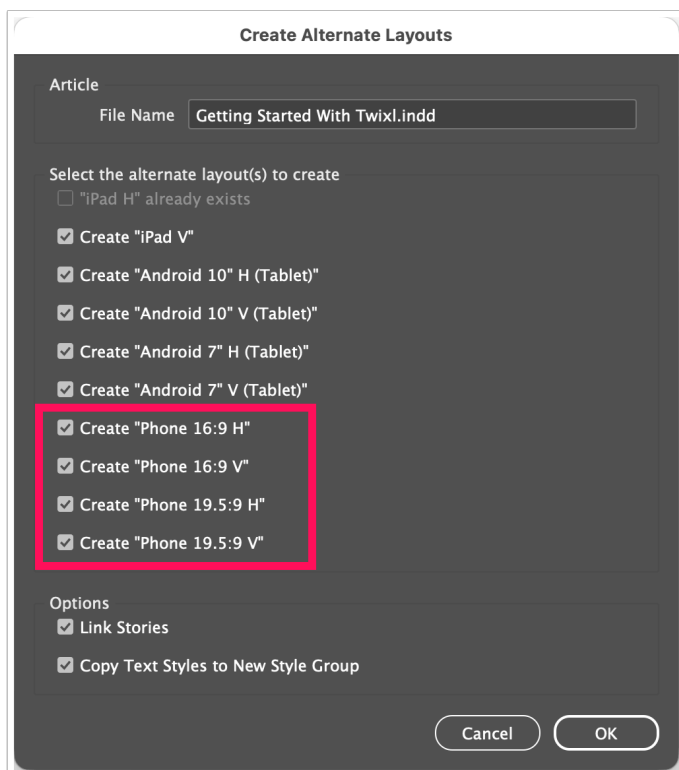 Create Alternate Layouts
Article
File Name Getting Started With Twixl.indd
Select the alternate layout(s) to create
"iPad H" already exists
Create "iPad V"
Create "Android 10" H (Tablet)"
Create "Android 10" V (Tablet)"
Create "Android 7" H (Tablet)"
Create "Android 7" V (Tablet)"
Create "Phone 16:9 H"
Create "Phone 16:9 V"
Create "Phone 19.5:9 H"
Create "Phone 19.5:9 V"
Options
Link Stories
Copy Text Styles to New Style Group
Cancel OK